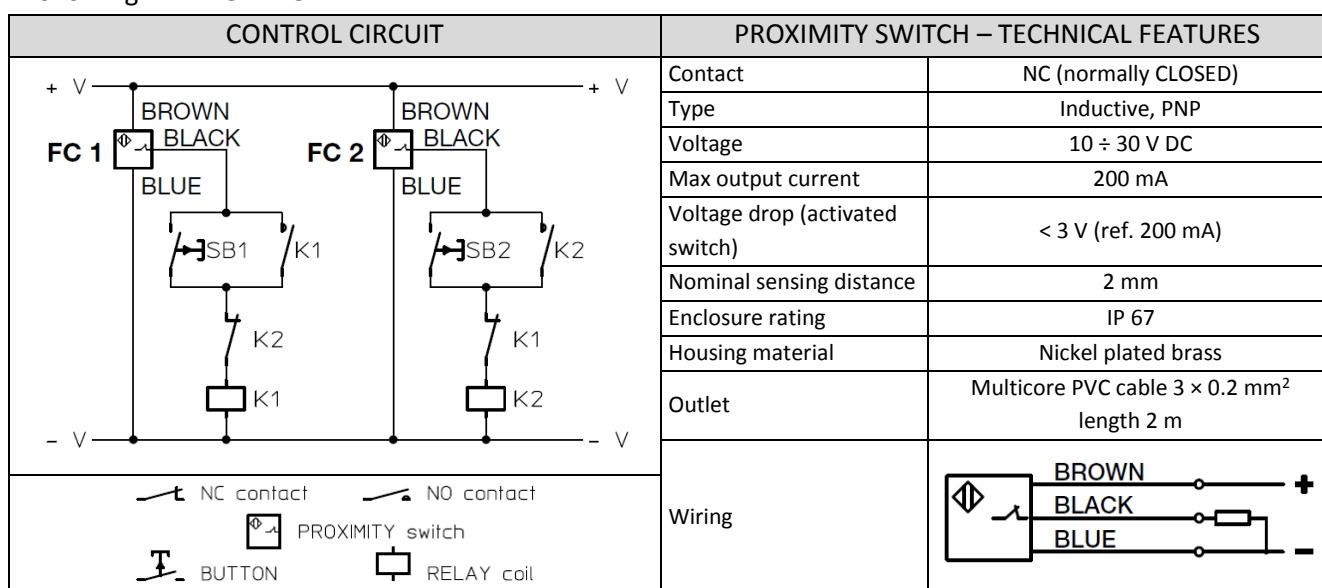 CONTROL CIRCUIT
PROXIMITY SWITCH – TECHNICAL FEATURES
+ V
+ V
BROWN
BLACK
FC 1
BLUE
SB1
K1
K2
K1
BROWN
BLACK
FC 2
BLUE
SB2
K2
K1
K2
– V
– V
NC contact
NO contact
PROXIMITY switch
BUTTON
RELAY coil
Contact
NC (normally CLOSED)
Type
Inductive, PNP
Voltage
10 ÷ 30 V DC
Max output current
200 mA
Voltage drop (activated
switch)
< 3 V (ref. 200 mA)
Nominal sensing distance
2 mm
Enclosure rating
IP 67
Housing material
Nickel plated brass
Outlet
Multicore PVC cable 3 × 0.2 mm²
length 2 m
Wiring
BROWN
+
BLACK
BLUE
–